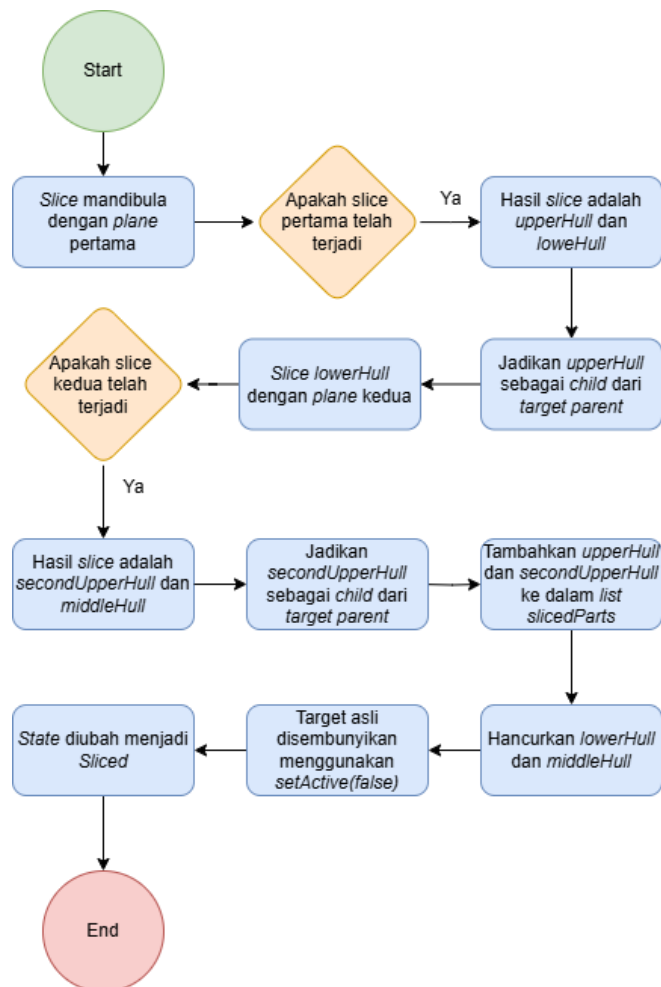 Start
Slice mandibula
dengan plane
pertama
Apakah slice
pertama telah
terjadi
Ya
Hasil slice adalah
upperHull dan
loweHull
Jadikan upperHull
sebagai child dari
target parent
Slice lowerHull
dengan plane kedua
Apakah slice
kedua telah
terjadi
Ya
Hasil slice adalah
secondUpperHull dan
middleHull
Jadikan
secondUpperHull
sebagai child dari
target parent
Tambahkan upperHull
dan secondUpperHull
ke dalam list
slicedParts
Hancurkan lowerHull
dan middleHull
Target asli
disembunyikan
menggunakan
setActive(false)
State diubah menjadi
Sliced
End